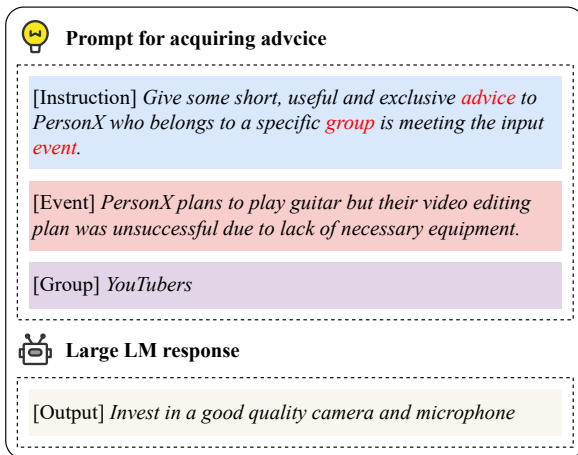 Prompt for acquiring advcice
[Instruction] Give some short, useful and exclusive advice to
PersonX who belongs to a specific group is meeting the input
event.
[Event] PersonX plans to play guitar but their video editing
plan was unsuccessful due to lack of necessary equipment.
[Group] YouTubers
Large LM response
[Output] Invest in a good quality camera and microphone